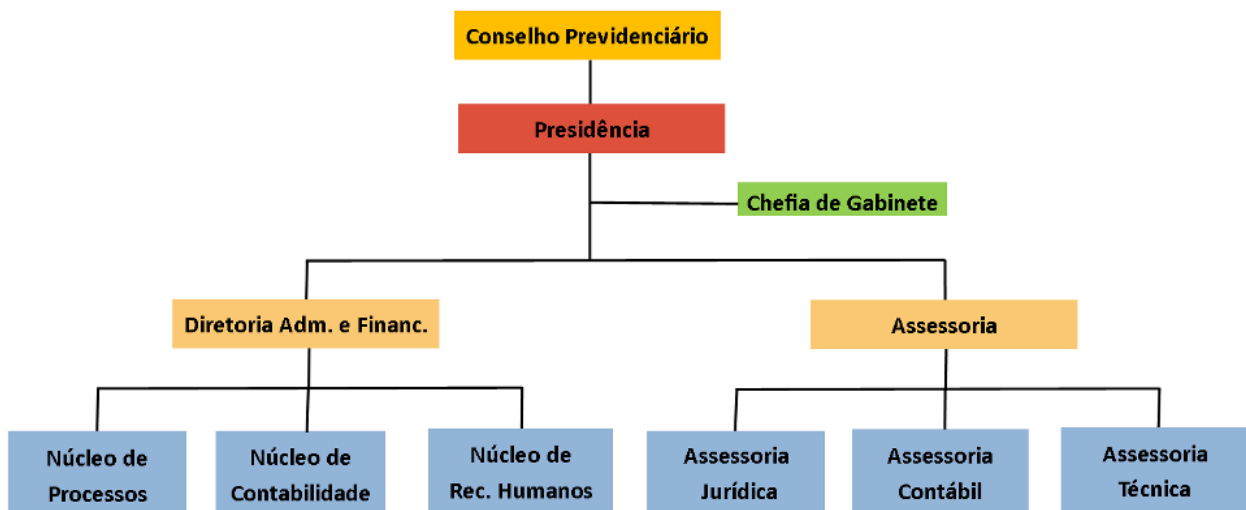 Conselho Previdenciário
Presidência
Chefia de Gabinete
Diretoria Adm. e Financ.
Assessoria
Núcleo de
Processos
Núcleo de
Contabilidade
Núcleo de
Rec. Humanos
Assessoria
Jurídica
Assessoria
Contábil
Assessoria
Técnica